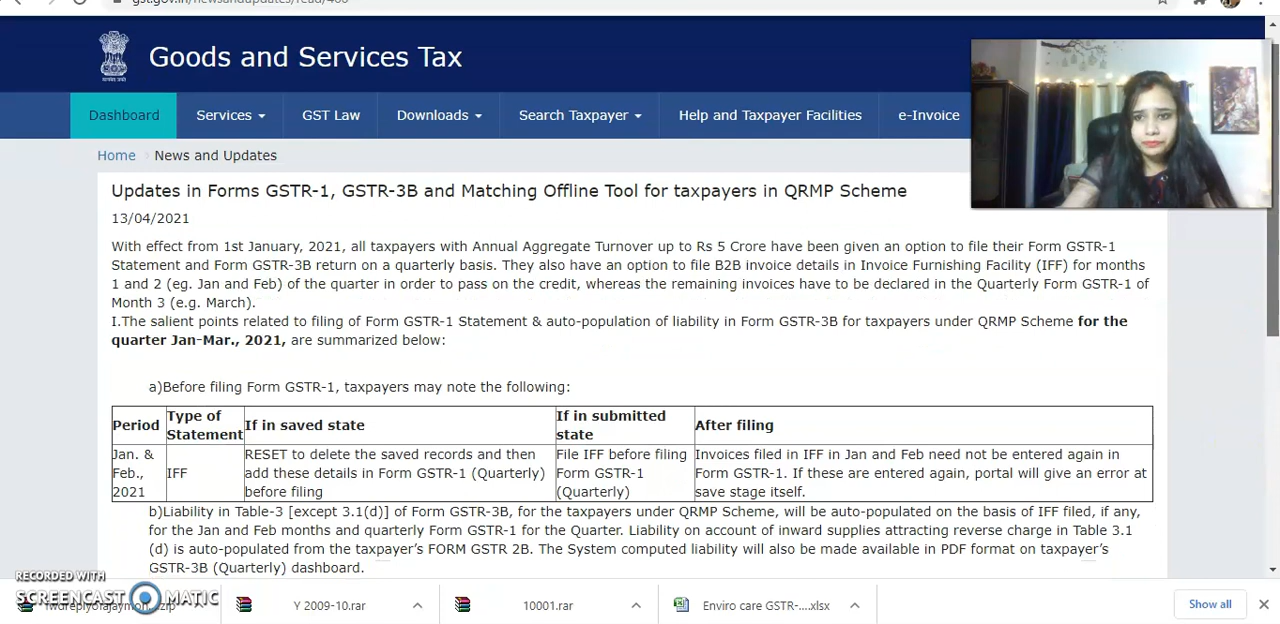 gst.gov.in/newsandupdates/read/466
Goods and Services Tax
Dashboard
Services
GST Law
Downloads
Search Taxpayer
Help and Taxpayer Facilities
e-Invoice
Home
News and Updates
Updates in Forms GSTR-1, GSTR-3B and Matching Offline Tool for taxpayers in QRMP Scheme
13/04/2021
With effect from 1st January, 2021, all taxpayers with Annual Aggregate Turnover up to Rs 5 Crore have been given an option to file their Form GSTR-1
Statement and Form GSTR-3B return on a quarterly basis. They also have an option to file B2B invoice details in Invoice Furnishing Facility (IFF) for months
1 and 2 (eg. Jan and Feb) of the quarter in order to pass on the credit, whereas the remaining invoices have to be declared in the Quarterly Form GSTR-1 of
Month 3 (e.g. March).
I.The salient points related to filing of Form GSTR-1 Statement & auto-population of liability in Form GSTR-3B for taxpayers under QRMP Scheme for the
quarter Jan-Mar., 2021, are summarized below:
a)Before filing Form GSTR-1, taxpayers may note the following:
Period
Type of
Statement
If in saved state
If in submitted
state
After filing
Jan. &
Feb.,
2021
IFF
RESET to delete the saved records and then
add these details in Form GSTR-1 (Quarterly)
before filing
File IFF before filing
Form GSTR-1
(Quarterly)
Invoices filed in IFF in Jan and Feb need not be entered again in
Form GSTR-1. If these are entered again, portal will give an error at
save stage itself.
b)Liability in Table-3 [except 3.1(d)] of Form GSTR-3B, for the taxpayers under QRMP Scheme, will be auto-populated on the basis of IFF filed, if any,
for the Jan and Feb months and quarterly Form GSTR-1 for the Quarter. Liability on account of inward supplies attracting reverse charge in Table 3.1
(d) is auto-populated from the taxpayer's FORM GSTR 2B. The System computed liability will also be made available in PDF format on taxpayer's
GSTR-3B (Quarterly) dashboard.
RECORDED WITH
SCREENCAST MATIC
Y 2009-10.rar
10001.rar
Enviro care GSTR-....xlsx
Show all